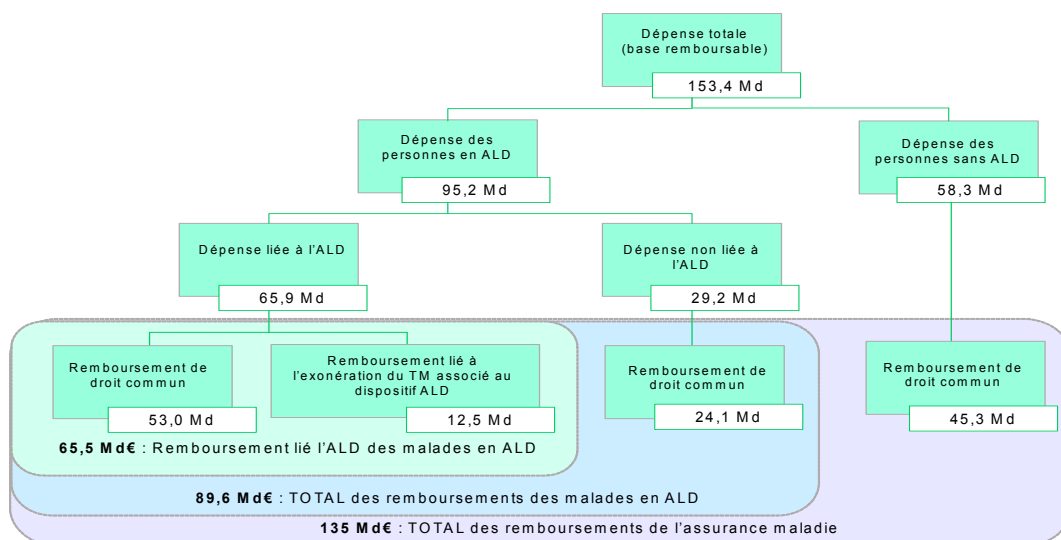 Dépense totale
(base remboursable)
153,4 Md
Dépense des
personnes en ALD
95,2 Md
Dépense des
personnes sans ALD
58,3 Md
Dépense liée à l'ALD
65,9 Md
Dépense non liée à
l'ALD
29,2 Md
Remboursement de
droit commun
53,0 Md
Remboursement lié à
l'exonération du TM associé au
dispositif ALD
12,5 Md
Remboursement de
droit commun
24,1 Md
Remboursement de
droit commun
45,3 Md
65,5 Md€ : Remboursement lié l'ALD des malades en ALD
89,6 Md€ : TOTAL des remboursements des malades en ALD
135 Md€ : TOTAL des remboursements de l'assurance maladie